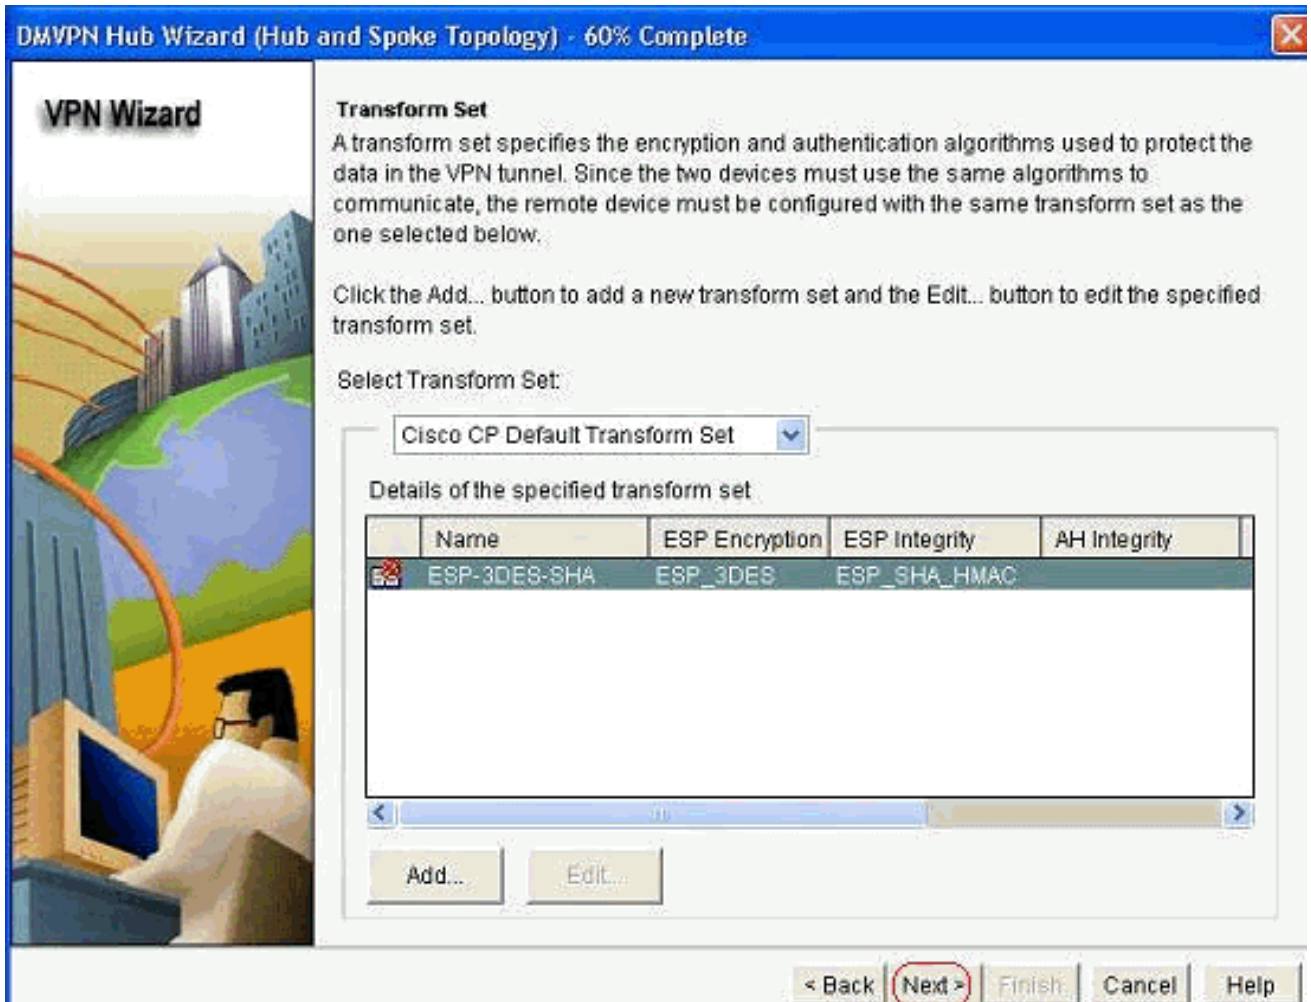 DMVPN Hub Wizard (Hub and Spoke Topology) - 60% Complete
VPN Wizard
Transform Set
A transform set specifies the encryption and authentication algorithms used to protect the
data in the VPN tunnel. Since the two devices must use the same algorithms to
communicate, the remote device must be configured with the same transform set as the
one selected below.
Click the Add... button to add a new transform set and the Edit... button to edit the specified
transform set.
Select Transform Set:
Cisco CP Default Transform Set
Details of the specified transform set
Name ESP Encryption ESP Integrity AH Integrity
ESP-3DES-SHA ESP_3DES ESP_SHA_HMAC
Add... Edit...
< Back Next > Finish Cancel Help